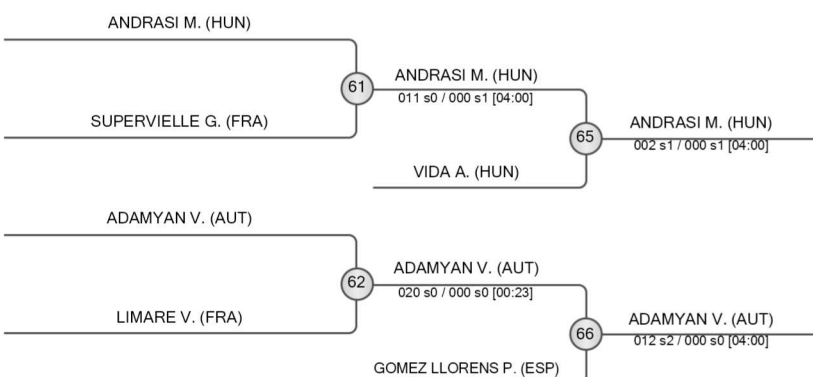 ANDRASI M. (HUN)
61
ANDRASI M. (HUN)
011 s0 / 000 s1 [04:00]
SUPERVIELLE G. (FRA)
65
ANDRASI M. (HUN)
002 s1 / 000 s1 [04:00]
VIDA A. (HUN)
ADAMYAN V. (AUT)
62
ADAMYAN V. (AUT)
020 s0 / 000 s0 [00:23]
LIMARE V. (FRA)
66
ADAMYAN V. (AUT)
012 s2 / 000 s0 [04:00]
GOMEZ LLORENS P. (ESP)